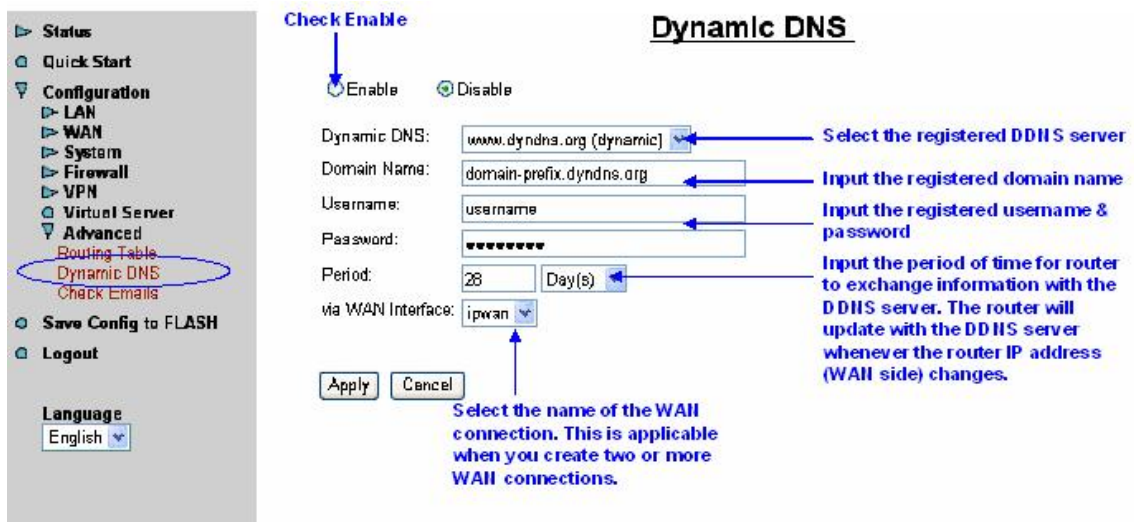 Status
Quick Start
Configuration
LAN
WAN
System
Firewall
VPN
Virtual Server
Advanced
Routing Table
Dynamic DNS
Check Emails
Save Config to FLASH
Logout
Language
English
Check Enable
Dynamic DNS
Enable
Disable
Dynamic DNS:
www.dyndns.org (dynamic)
Select the registered DDNS server
Domain Name:
domain-prefix.dyndns.org
Input the registered domain name
Username:
username
Input the registered username &
password
Password:
Period:
28
Day(s)
Input the period of time for router
to exchange information with the
DDNS server. The router will
update with the DDNS server
whenever the router IP address
(WAN side) changes.
via WAN Interface:
ipwan
Apply
Cancel
Select the name of the WAN
connection. This is applicable
when you create two or more
WAN connections.